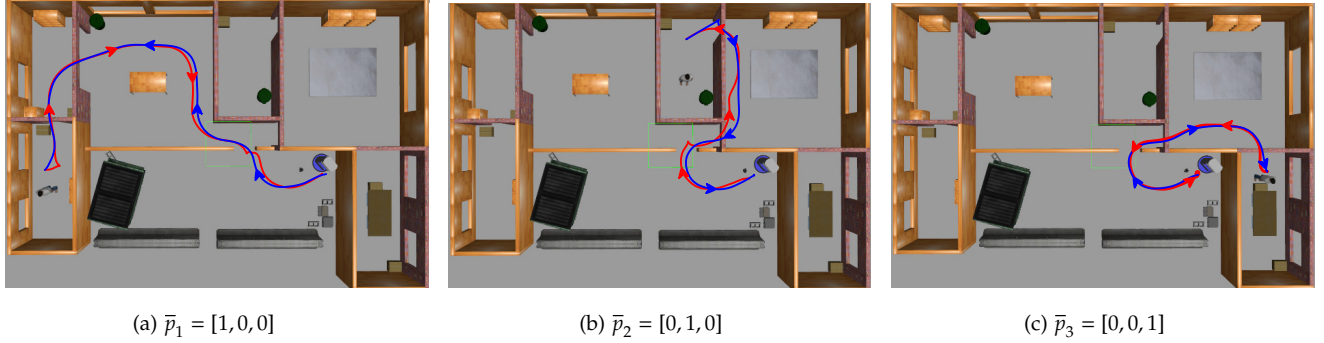 (a) p̅₁ = [1, 0, 0]
(b) p̅₂ = [0, 1, 0]
(c) p̅₃ = [0, 0, 1]